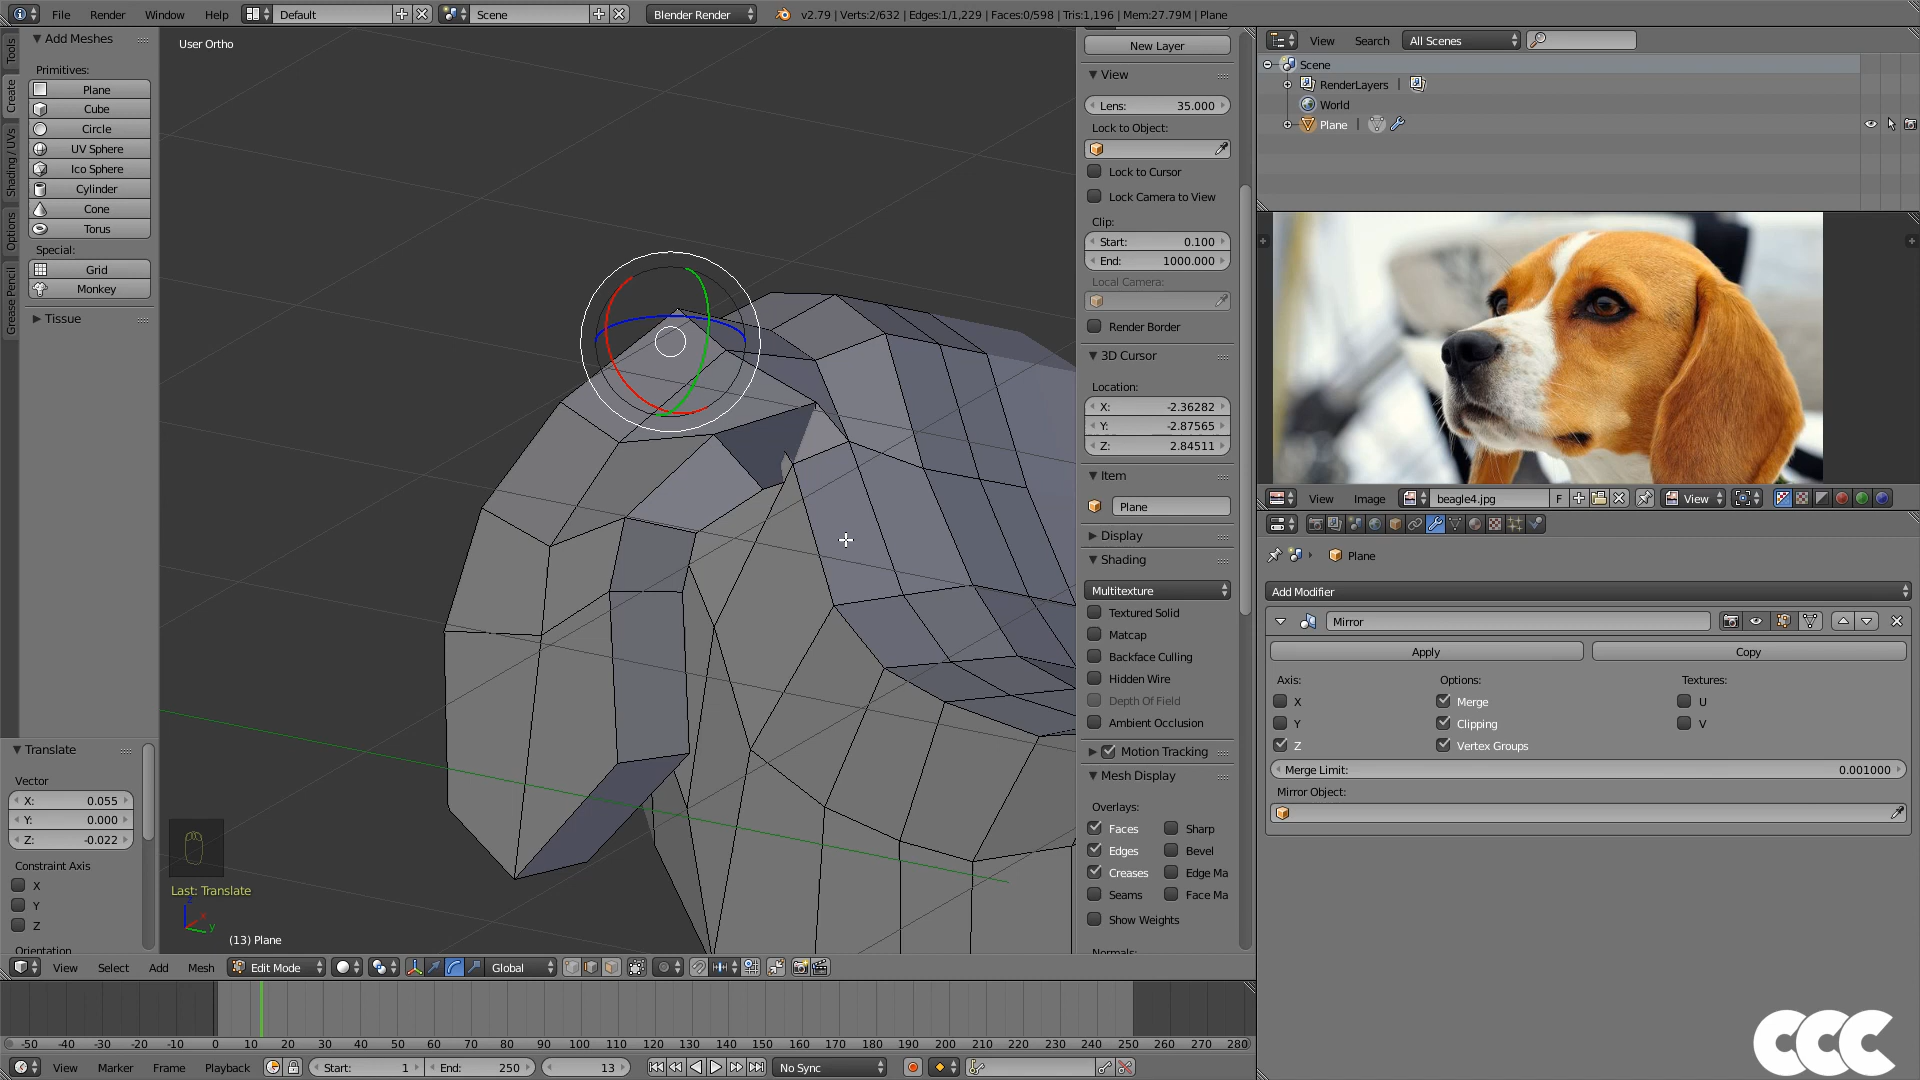 File Render Window Help Default Scene Blender Render v2.79 | Verts:2/632 | Edges:1/1,229 | Faces:0/598 | Tris:1,196 | Mem:27.79M | Plane
Tools
Create
Shading / UVs
Options
Grease Pencil
Add Meshes
Primitives:
Plane
Cube
Circle
UV Sphere
Ico Sphere
Cylinder
Cone
Torus
Special:
Grid
Monkey
Tissue
Translate
Vector
X: 0.055
Y: 0.000
Z: -0.022
Constraint Axis
X
Y
Z
Orientation
User Ortho
Last: Translate
z
x
y
(13) Plane
New Layer
View
Lens: 35.000
Lock to Object:
Lock to Cursor
Lock Camera to View
Clip:
Start: 0.100
End: 1000.000
Local Camera:
Render Border
3D Cursor
Location:
X: -2.36282
Y: -2.87565
Z: 2.84511
Item
Plane
Display
Shading
Multitexture
Textured Solid
Matcap
Backface Culling
Hidden Wire
Depth Of Field
Ambient Occlusion
Motion Tracking
Mesh Display
Overlays:
Faces Sharp
Edges Bevel
Creases Edge Ma
Seams Face Ma
Show Weights
Normals:
View Select Add Mesh Edit Mode Global
-50 -40 -30 -20 -10 0 10 20 30 40 50 60 70 80 90 100 110 120 130 140 150 160 170 180 190 200 210 220 230 240 250 260 270 280
View Marker Frame Playback Start: 1 End: 250 13 No Sync
View Search All Scenes
Scene
RenderLayers |
World
Plane |
View Image beagle4.jpg F View
Plane
Add Modifier
Mirror
Apply Copy
Axis: Options: Textures:
X Merge U
Y Clipping V
Z Vertex Groups
Merge Limit: 0.001000
Mirror Object:
CCC